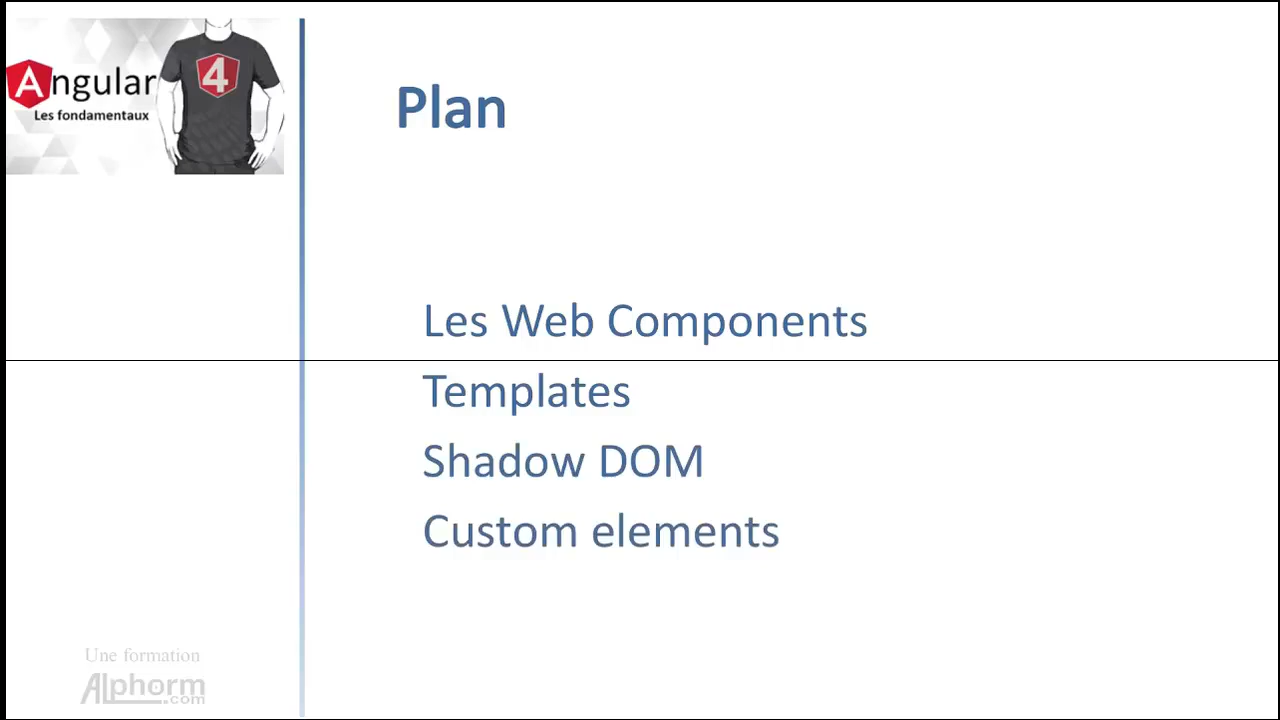 Angular
Les fondamentaux
4
Plan
Les Web Components
Templates
Shadow DOM
Custom elements
Une formation
Alphorm
.com